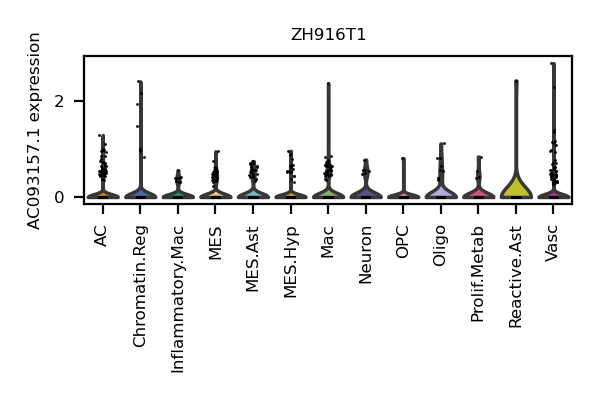 ZH916T1
AC093157.1 expression
2
0
AC
Chromatin.Reg
Inflammatory.Mac
MES
MES.Ast
MES.Hyp
Mac
Neuron
OPC
Oligo
Prolif.Metab
Reactive.Ast
Vasc